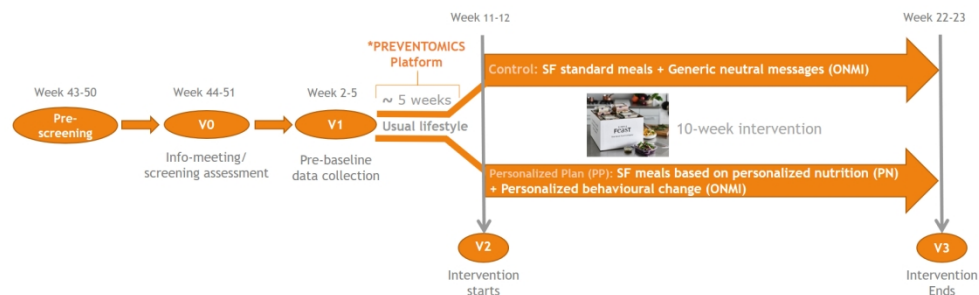 Week 11-12
Week 22-23
*PREVENTOMICS
Platform
Control: SF standard meals + Generic neutral messages (ONMI)
Week 43-50
Week 44-51
Week 2-5
~ 5 weeks
Pre-
screening
V0
V1
Usual lifestyle
FEAST
10-week intervention
Info-meeting/
screening assessment
Pre-baseline
data collection
Personalized Plan (PP): SF meals based on personalized nutrition (PN)
+ Personalized behavioural change (ONMI)
V2
V3
Intervention
starts
Intervention
Ends